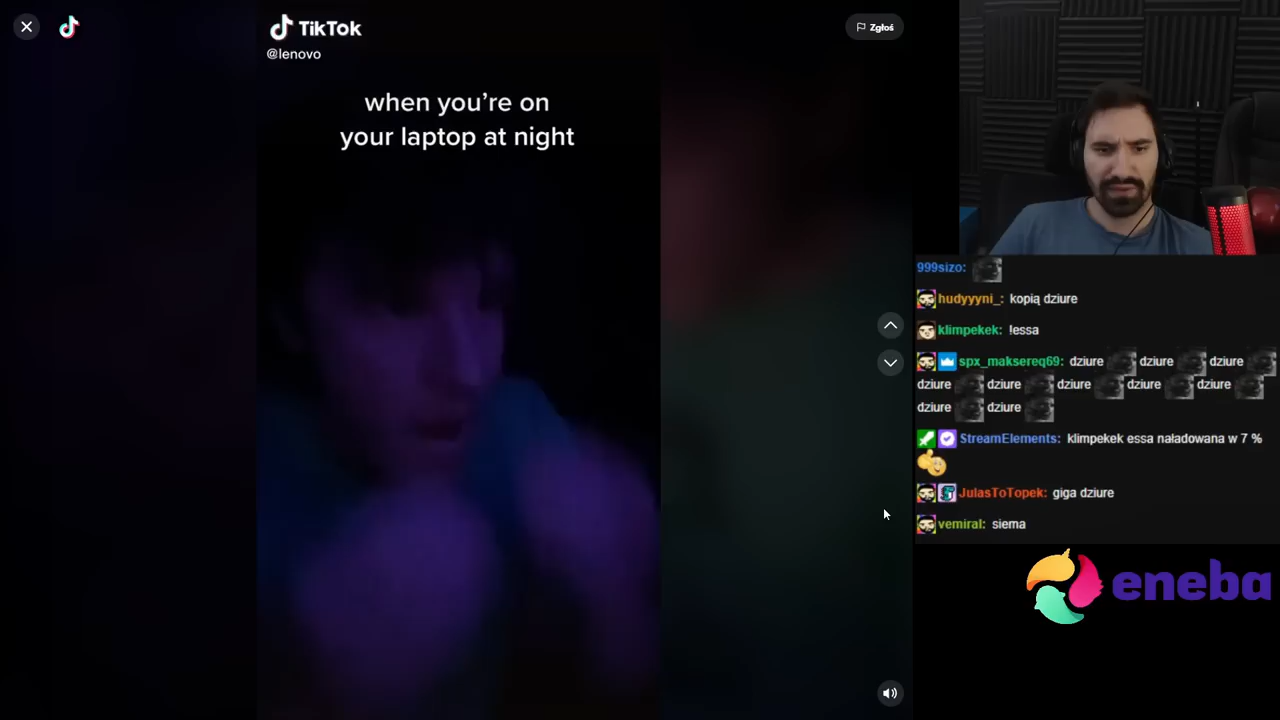 TikTok
@lenovo
Zgłoś
when you're on
your laptop at night
999sizo:
hudyyyni_: kopią dziure
klimpekek: !essa
spx_maksereq69: dziure dziure dziure
dziure dziure dziure dziure dziure
dziure dziure
StreamElements: klimpekek essa naładowana w 7 %
JulasToTopek: giga dziure
vemiral: siema
eneba